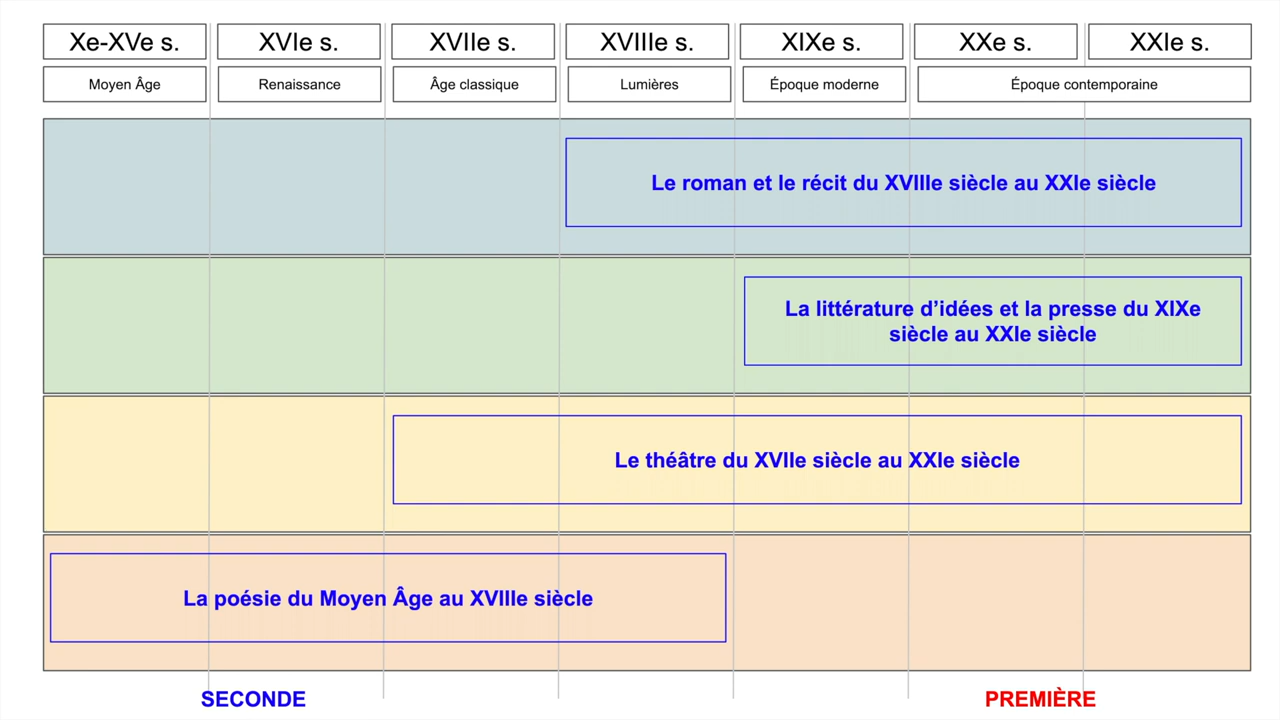 Xe-XVe s.
XVIe s.
XVIIe s.
XVIIIe s.
XIXe s.
XXe s.
XXIe s.
Moyen Âge
Renaissance
Âge classique
Lumières
Époque moderne
Époque contemporaine
Le roman et le récit du XVIIIe siècle au XXIe siècle
La littérature d’idées et la presse du XIXe
siècle au XXIe siècle
Le théâtre du XVIIe siècle au XXIe siècle
La poésie du Moyen Âge au XVIIIe siècle
SECONDE
PREMIÈRE